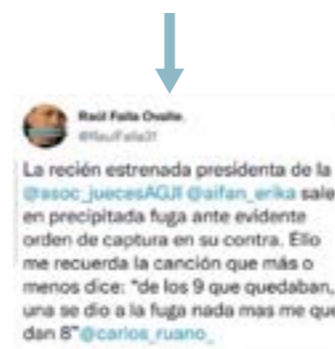 Raúl Falla Ovalle.
@RaulFalla31
La recién estrenada presidenta de la
@asoc_juecesAGJI @aifan_erika sale
en precipitada fuga ante evidente
orden de captura en su contra. Ello
me recuerda la canción que más o
menos dice: "de los 9 que quedaban,
una se dio a la fuga nada mas me que
dan 8"@carlos_ruano_